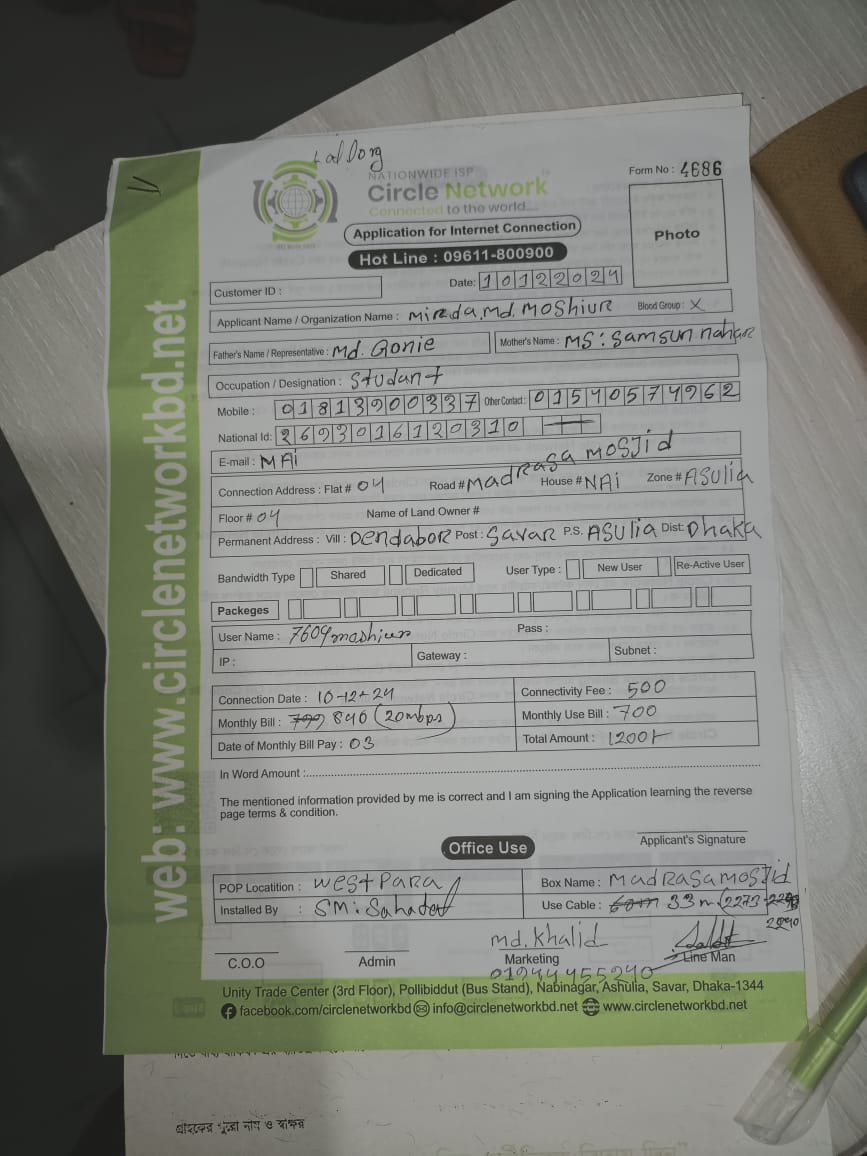 Lal Dorg
NATIONWIDE ISP
Circle Network
Connected to the world....
Form No : 4686
Application for Internet Connection
Photo
Hot Line : 09611-800900
Customer ID :
Date: 10122024
Applicant Name / Organization Name : Mirzda. Md. Moshiur Blood Group : X
Father's Name / Representative : Md. Gonie Mother's Name : MS: Samsun nahar
Occupation / Designation : Studant
Mobile : 01813900337 Other Contact : 01540574962
National Id: 2693016120310
E-mail : MAi
Connection Address : Flat # 04 Road # Madrasa Mosjid House # NAi Zone # ASulia
Floor # 04 Name of Land Owner #
Permanent Address : Vill : Dendabor Post : Savar P.S. ASulia Dist: Dhaka
Bandwidth Type Shared Dedicated User Type : New User Re-Active User
Packeges
User Name : 7604moshiur Pass :
IP : Gateway : Subnet :
Connection Date : 10-12-24 Connectivity Fee : 500
Monthly Bill : 799 840 (20mbps) Monthly Use Bill : 700
Date of Monthly Bill Pay : 03 Total Amount : 1200/-
In Word Amount :
The mentioned information provided by me is correct and I am signing the Application learning the reverse
page terms & condition.
Applicant's Signature
Office Use
POP Locatition : West Para Box Name : Madrasa Mosjid
Installed By : SM: Sahadat Use Cable : 60m 33m (2273-2240
md. Khalid
C.O.O Admin Marketing Line Man
01944455240
Unity Trade Center (3rd Floor), Pollibiddut (Bus Stand), Nabinagar, Ashulia, Savar, Dhaka-1344
facebook.com/circlenetworkbd info@circlenetworkbd.net www.circlenetworkbd.net
web: www.circlenetworkbd.net